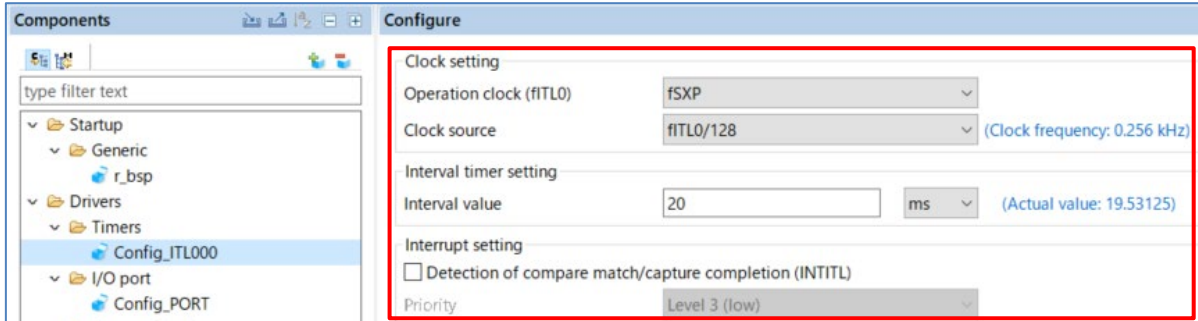 Components
type filter text
Startup
Generic
r_bsp
Drivers
Timers
Config_ITL000
I/O port
Config_PORT
Configure
Clock setting
Operation clock (fITL0) fSXP
Clock source fITL0/128 (Clock frequency: 0.256 kHz)
Interval timer setting
Interval value 20 ms (Actual value: 19.53125)
Interrupt setting
Detection of compare match/capture completion (INTITL)
Priority Level 3 (low)